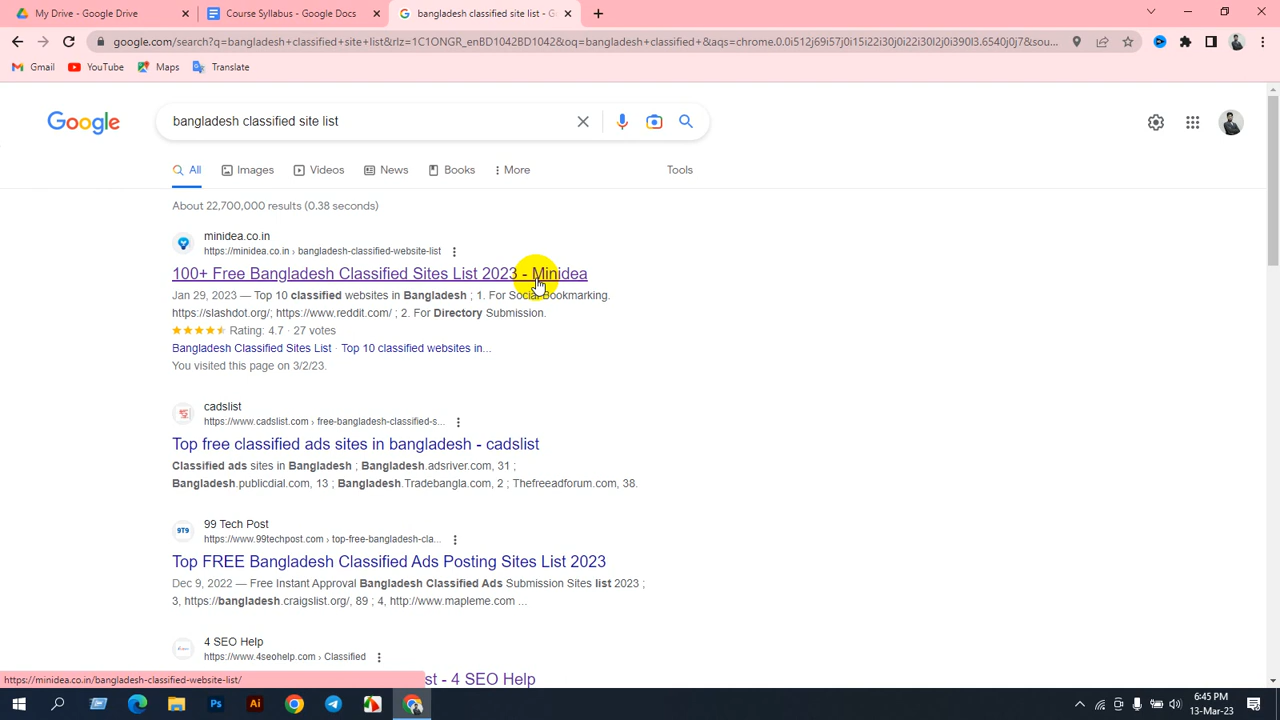 My Drive - Google Drive
Course Syllabus - Google Docs
bangladesh classified site list - G
google.com/search?q=bangladesh+classified+site+list&rlz=1C1ONGR_enBD1042BD1042&oq=bangladesh+classified+&aqs=chrome.0.0i512j69i57j0i15i22i30j0i22i30l2j0i390l3.6540j0j7&sou...
Gmail
YouTube
Maps
Translate
Google
bangladesh classified site list
All
Images
Videos
News
Books
More
Tools
About 22,700,000 results (0.38 seconds)
minidea.co.in
https://minidea.co.in › bangladesh-classified-website-list
100+ Free Bangladesh Classified Sites List 2023 - Minidea
Jan 29, 2023 — Top 10 classified websites in Bangladesh ; 1. For Social Bookmarking.
https://slashdot.org/; https://www.reddit.com/ ; 2. For Directory Submission.
Rating: 4.7 · 27 votes
Bangladesh Classified Sites List · Top 10 classified websites in...
You visited this page on 3/2/23.
cadslist
https://www.cadslist.com › free-bangladesh-classified-s...
Top free classified ads sites in bangladesh - cadslist
Classified ads sites in Bangladesh ; Bangladesh.adsriver.com, 31 ;
Bangladesh.publicdial.com, 13 ; Bangladesh.Tradebangla.com, 2 ; Thefreeadforum.com, 38.
9T9
99 Tech Post
https://www.99techpost.com › top-free-bangladesh-cla...
Top FREE Bangladesh Classified Ads Posting Sites List 2023
Dec 9, 2022 — Free Instant Approval Bangladesh Classified Ads Submission Sites list 2023 ;
3, https://bangladesh.craigslist.org/, 89 ; 4, http://www.mapleme.com ...
4 SEO Help
https://www.4seohelp.com › Classified
st - 4 SEO Help
https://minidea.co.in/bangladesh-classified-website-list/
Ps
Ai
6:45 PM
13-Mar-23